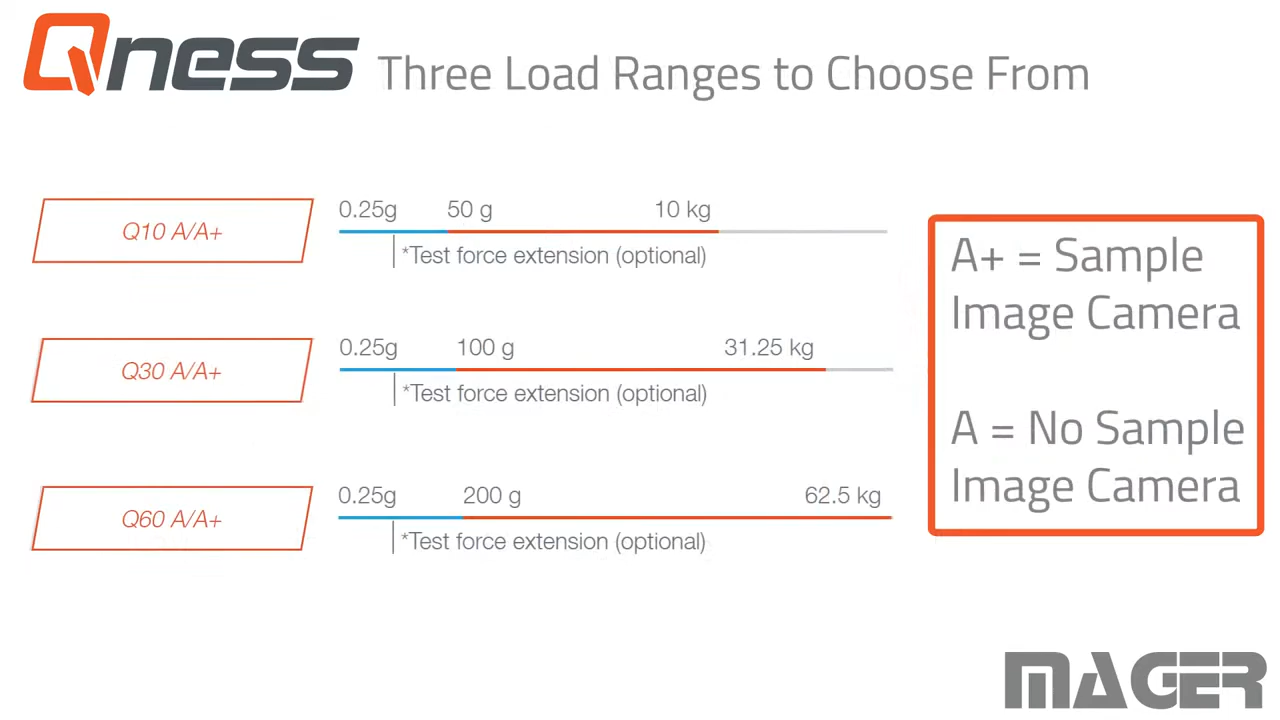 Qness Three Load Ranges to Choose From
Q10 A/A+
0.25g 50 g 10 kg
*Test force extension (optional)
Q30 A/A+
0.25g 100 g 31.25 kg
*Test force extension (optional)
Q60 A/A+
0.25g 200 g 62.5 kg
*Test force extension (optional)
A+ = Sample
Image Camera
A = No Sample
Image Camera
MAGER